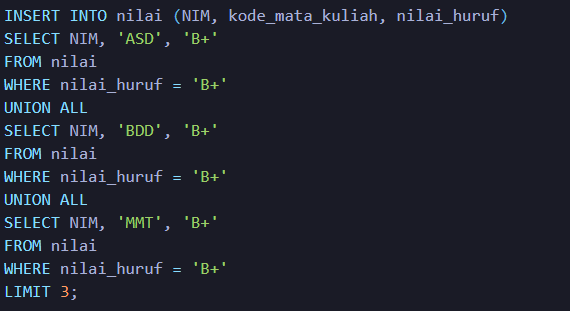 INSERT INTO nilai (NIM, kode_mata_kuliah, nilai_huruf)
SELECT NIM, 'ASD', 'B+'
FROM nilai
WHERE nilai_huruf = 'B+'
UNION ALL
SELECT NIM, 'BDD', 'B+'
FROM nilai
WHERE nilai_huruf = 'B+'
UNION ALL
SELECT NIM, 'MMT', 'B+'
FROM nilai
WHERE nilai_huruf = 'B+'
LIMIT 3;